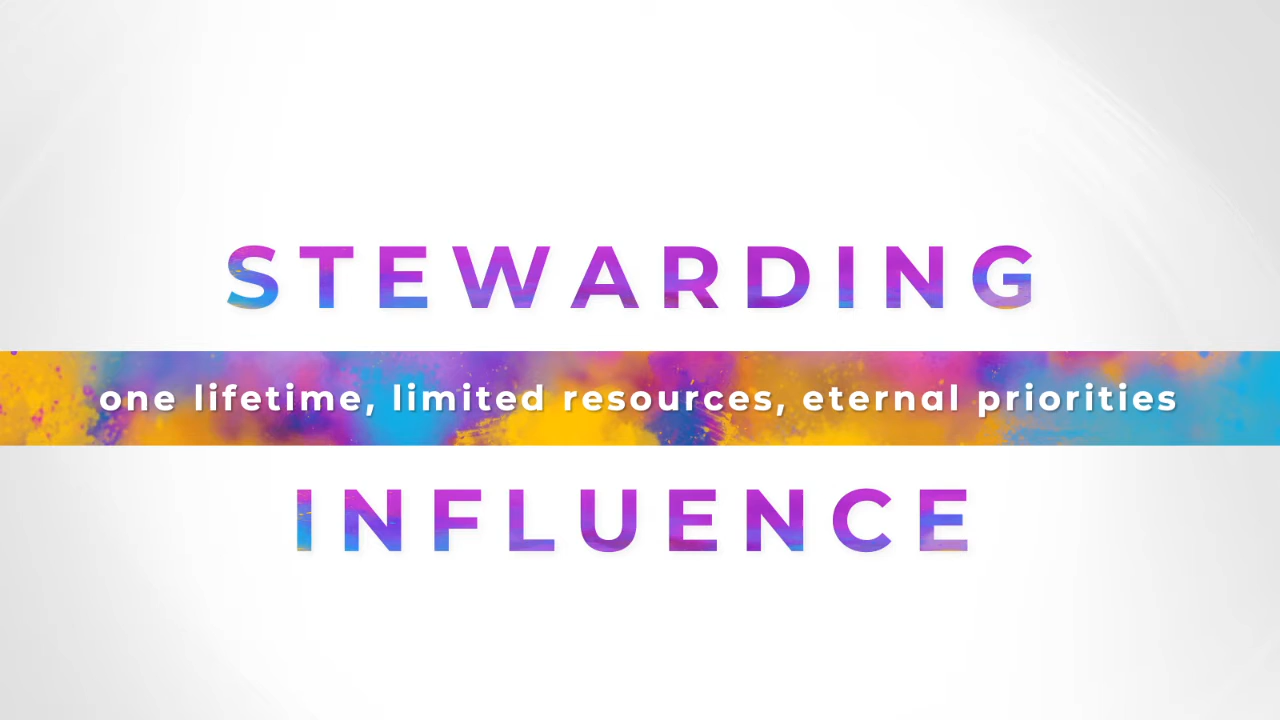 STEWARDING
one lifetime, limited resources, eternal priorities
INFLUENCE